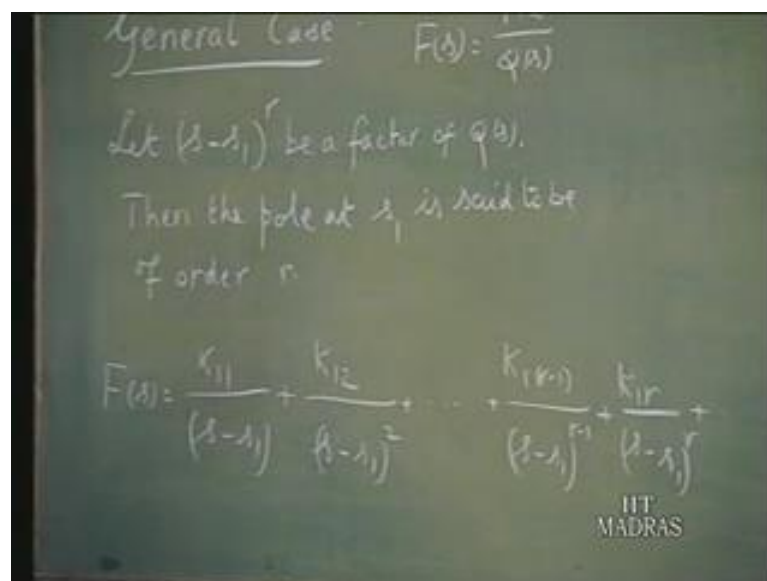 General Case F(s) = / Q(s)
Let (s-s₁)^r be a factor of Q(s).
Then the pole at s₁ is said to be
of order r.
F(s) = K₁₁/(s-s₁) + K₁₂/(s-s₁)² + ... + K₁(r-1)/(s-s₁)^(r-1) + K₁r/(s-s₁)^r +
IIT
MADRAS